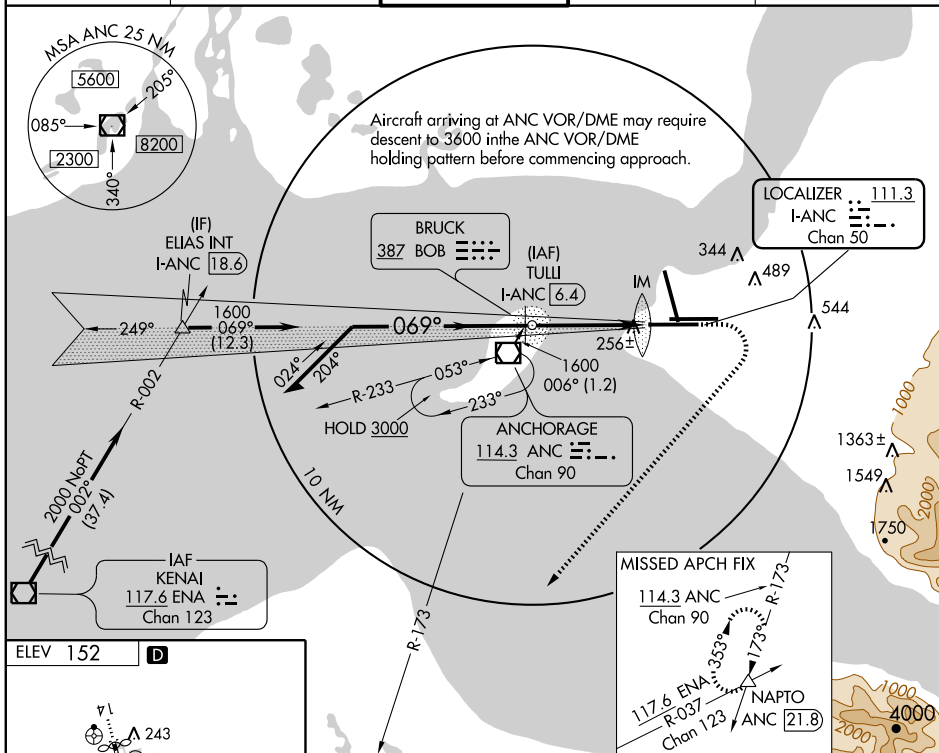 MSA ANC 25 NM
5600
205°
085°
2300
8200
340°
Aircraft arriving at ANC VOR/DME may require
descent to 3600 inthe ANC VOR/DME
holding pattern before commencing approach.
LOCALIZER 111.3
I-ANC
Chan 50
(IF)
ELIAS INT
I-ANC 18.6
BRUCK
387 BOB
(IAF)
TULLI
I-ANC 6.4
IM
344
489
544
249°
1600
069°
(12.3)
069°
256±
024°
204°
R-233
053°
233°
1600
006° (1.2)
HOLD 3000
ANCHORAGE
114.3 ANC
Chan 90
R-002
2000 NoPT
002°
(37.4)
10 NM
1000
1363±
1549
2000
1750
IAF
KENAI
117.6 ENA
Chan 123
R-173
MISSED APCH FIX
114.3 ANC
Chan 90
R-173
353°
173°
117.6 ENA
R-037
Chan 123
NAPTO
ANC 21.8
1000
4000
2000
ELEV 152
D
14
243